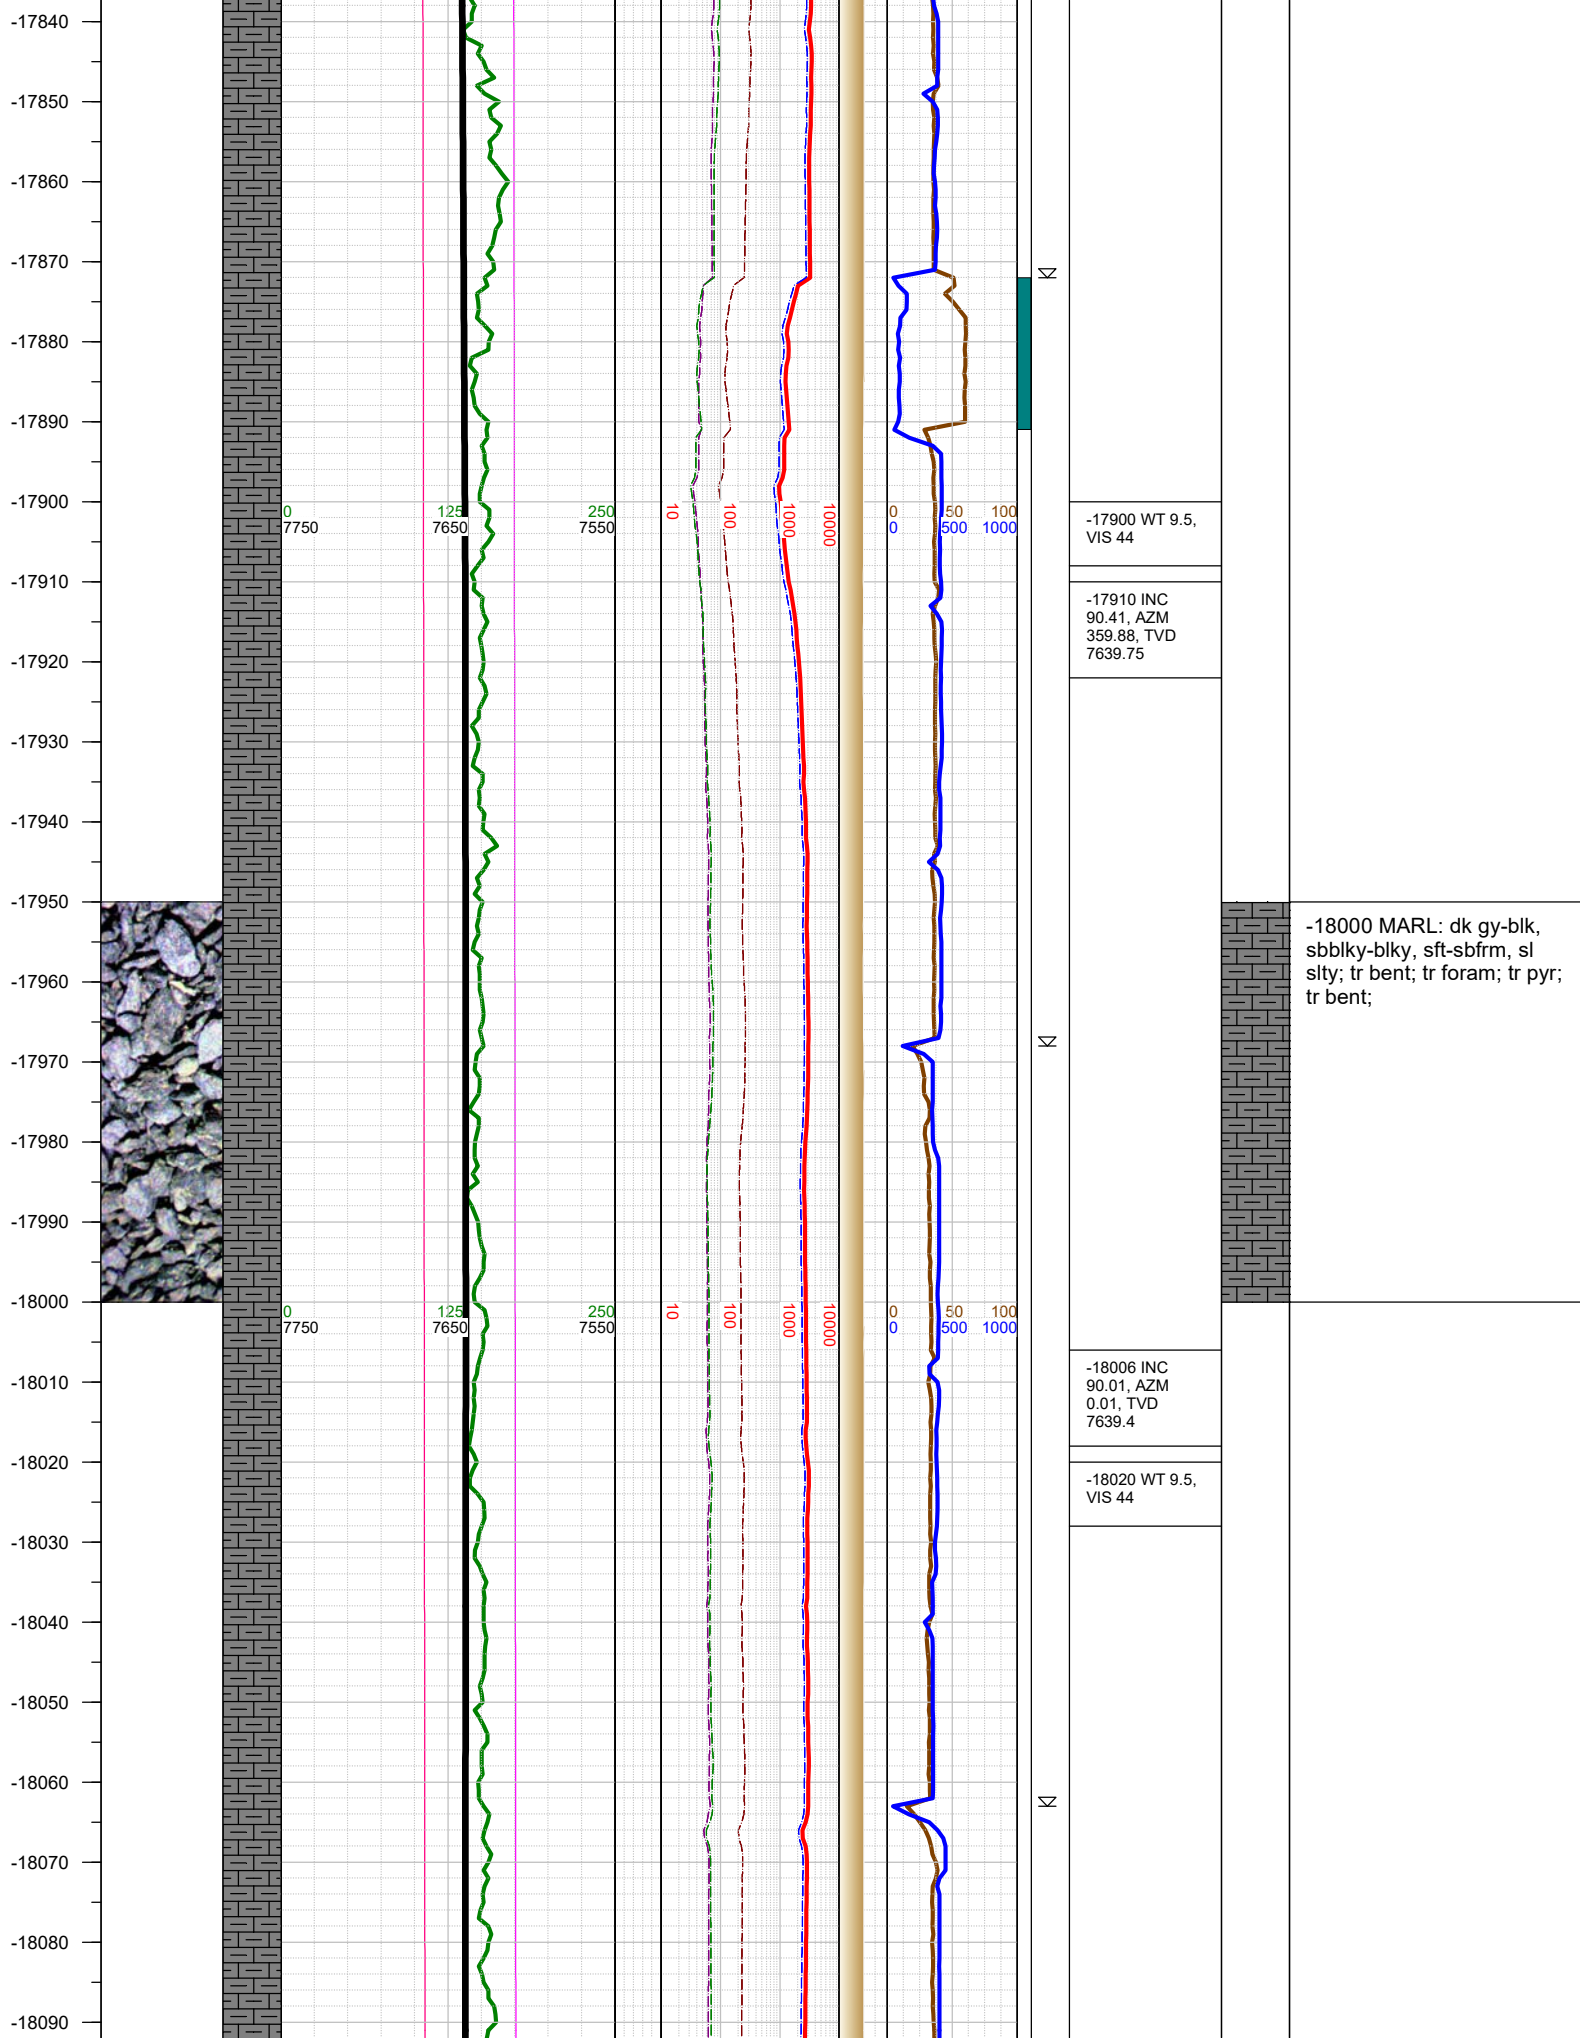 -17840
-17850
-17860
-17870
-17880
-17890
-17900
0 125 250
7750 7650 7550
10 100 1000 10000
0 50 100
0 500 1000
-17900 WT 9.5,
VIS 44
-17910
-17910 INC
90.41, AZM
359.88, TVD
7639.75
-17920
-17930
-17940
-17950
-18000 MARL: dk gy-blk,
sbblky-blky, sft-sbfrm, sl
slty; tr bent; tr foram; tr pyr;
tr bent;
-17960
-17970
-17980
-17990
-18000
0 125 250
7750 7650 7550
10 100 1000 10000
0 50 100
0 500 1000
-18006 INC
90.01, AZM
0.01, TVD
7639.4
-18010
-18020
-18020 WT 9.5,
VIS 44
-18030
-18040
-18050
-18060
-18070
-18080
-18090